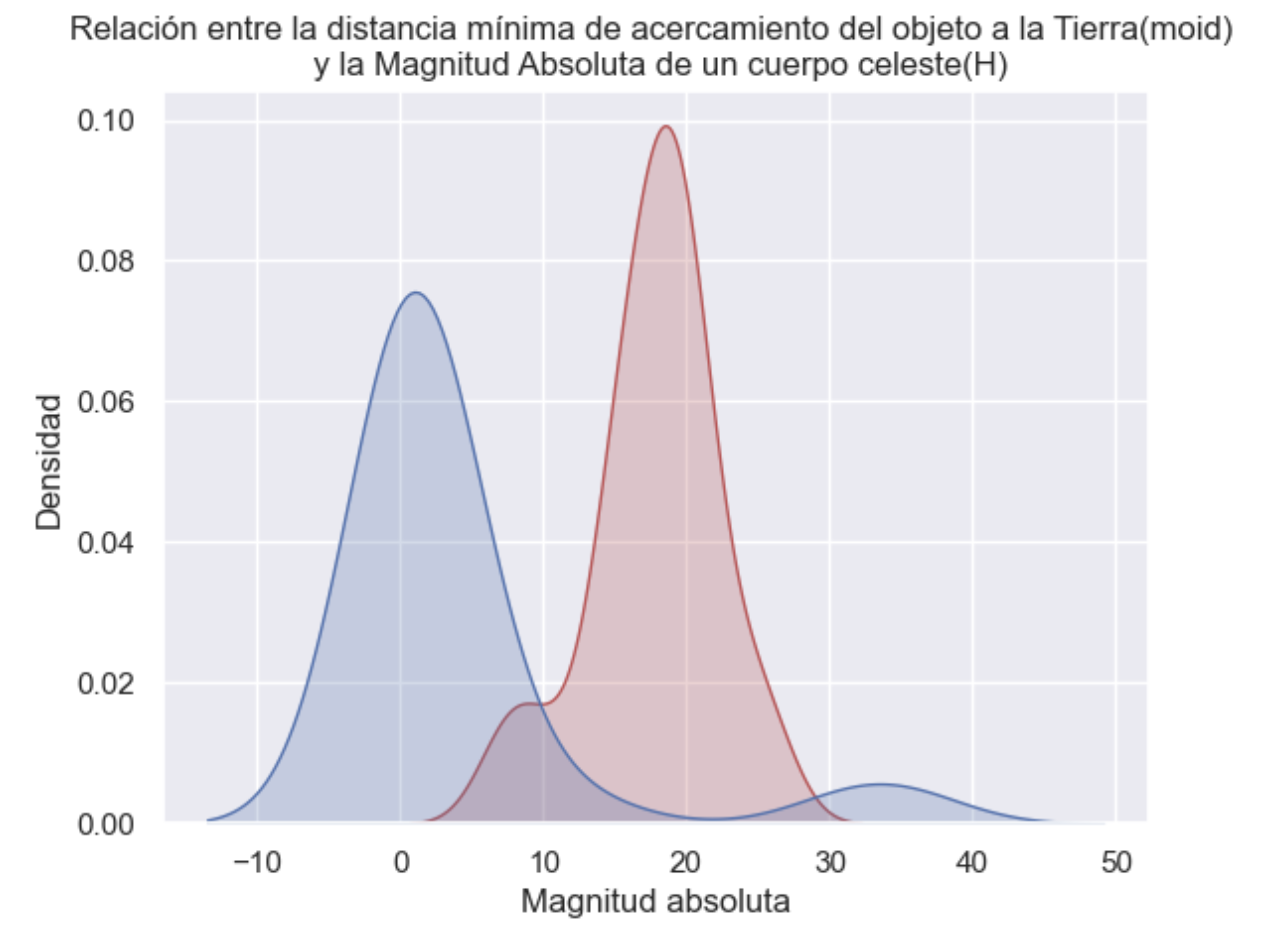 Relación entre la distancia mínima de acercamiento del objeto a la Tierra(moid)
y la Magnitud Absoluta de un cuerpo celeste(H)
0.10
0.08
0.06
0.04
0.02
0.00
Densidad
−10 0 10 20 30 40 50
Magnitud absoluta